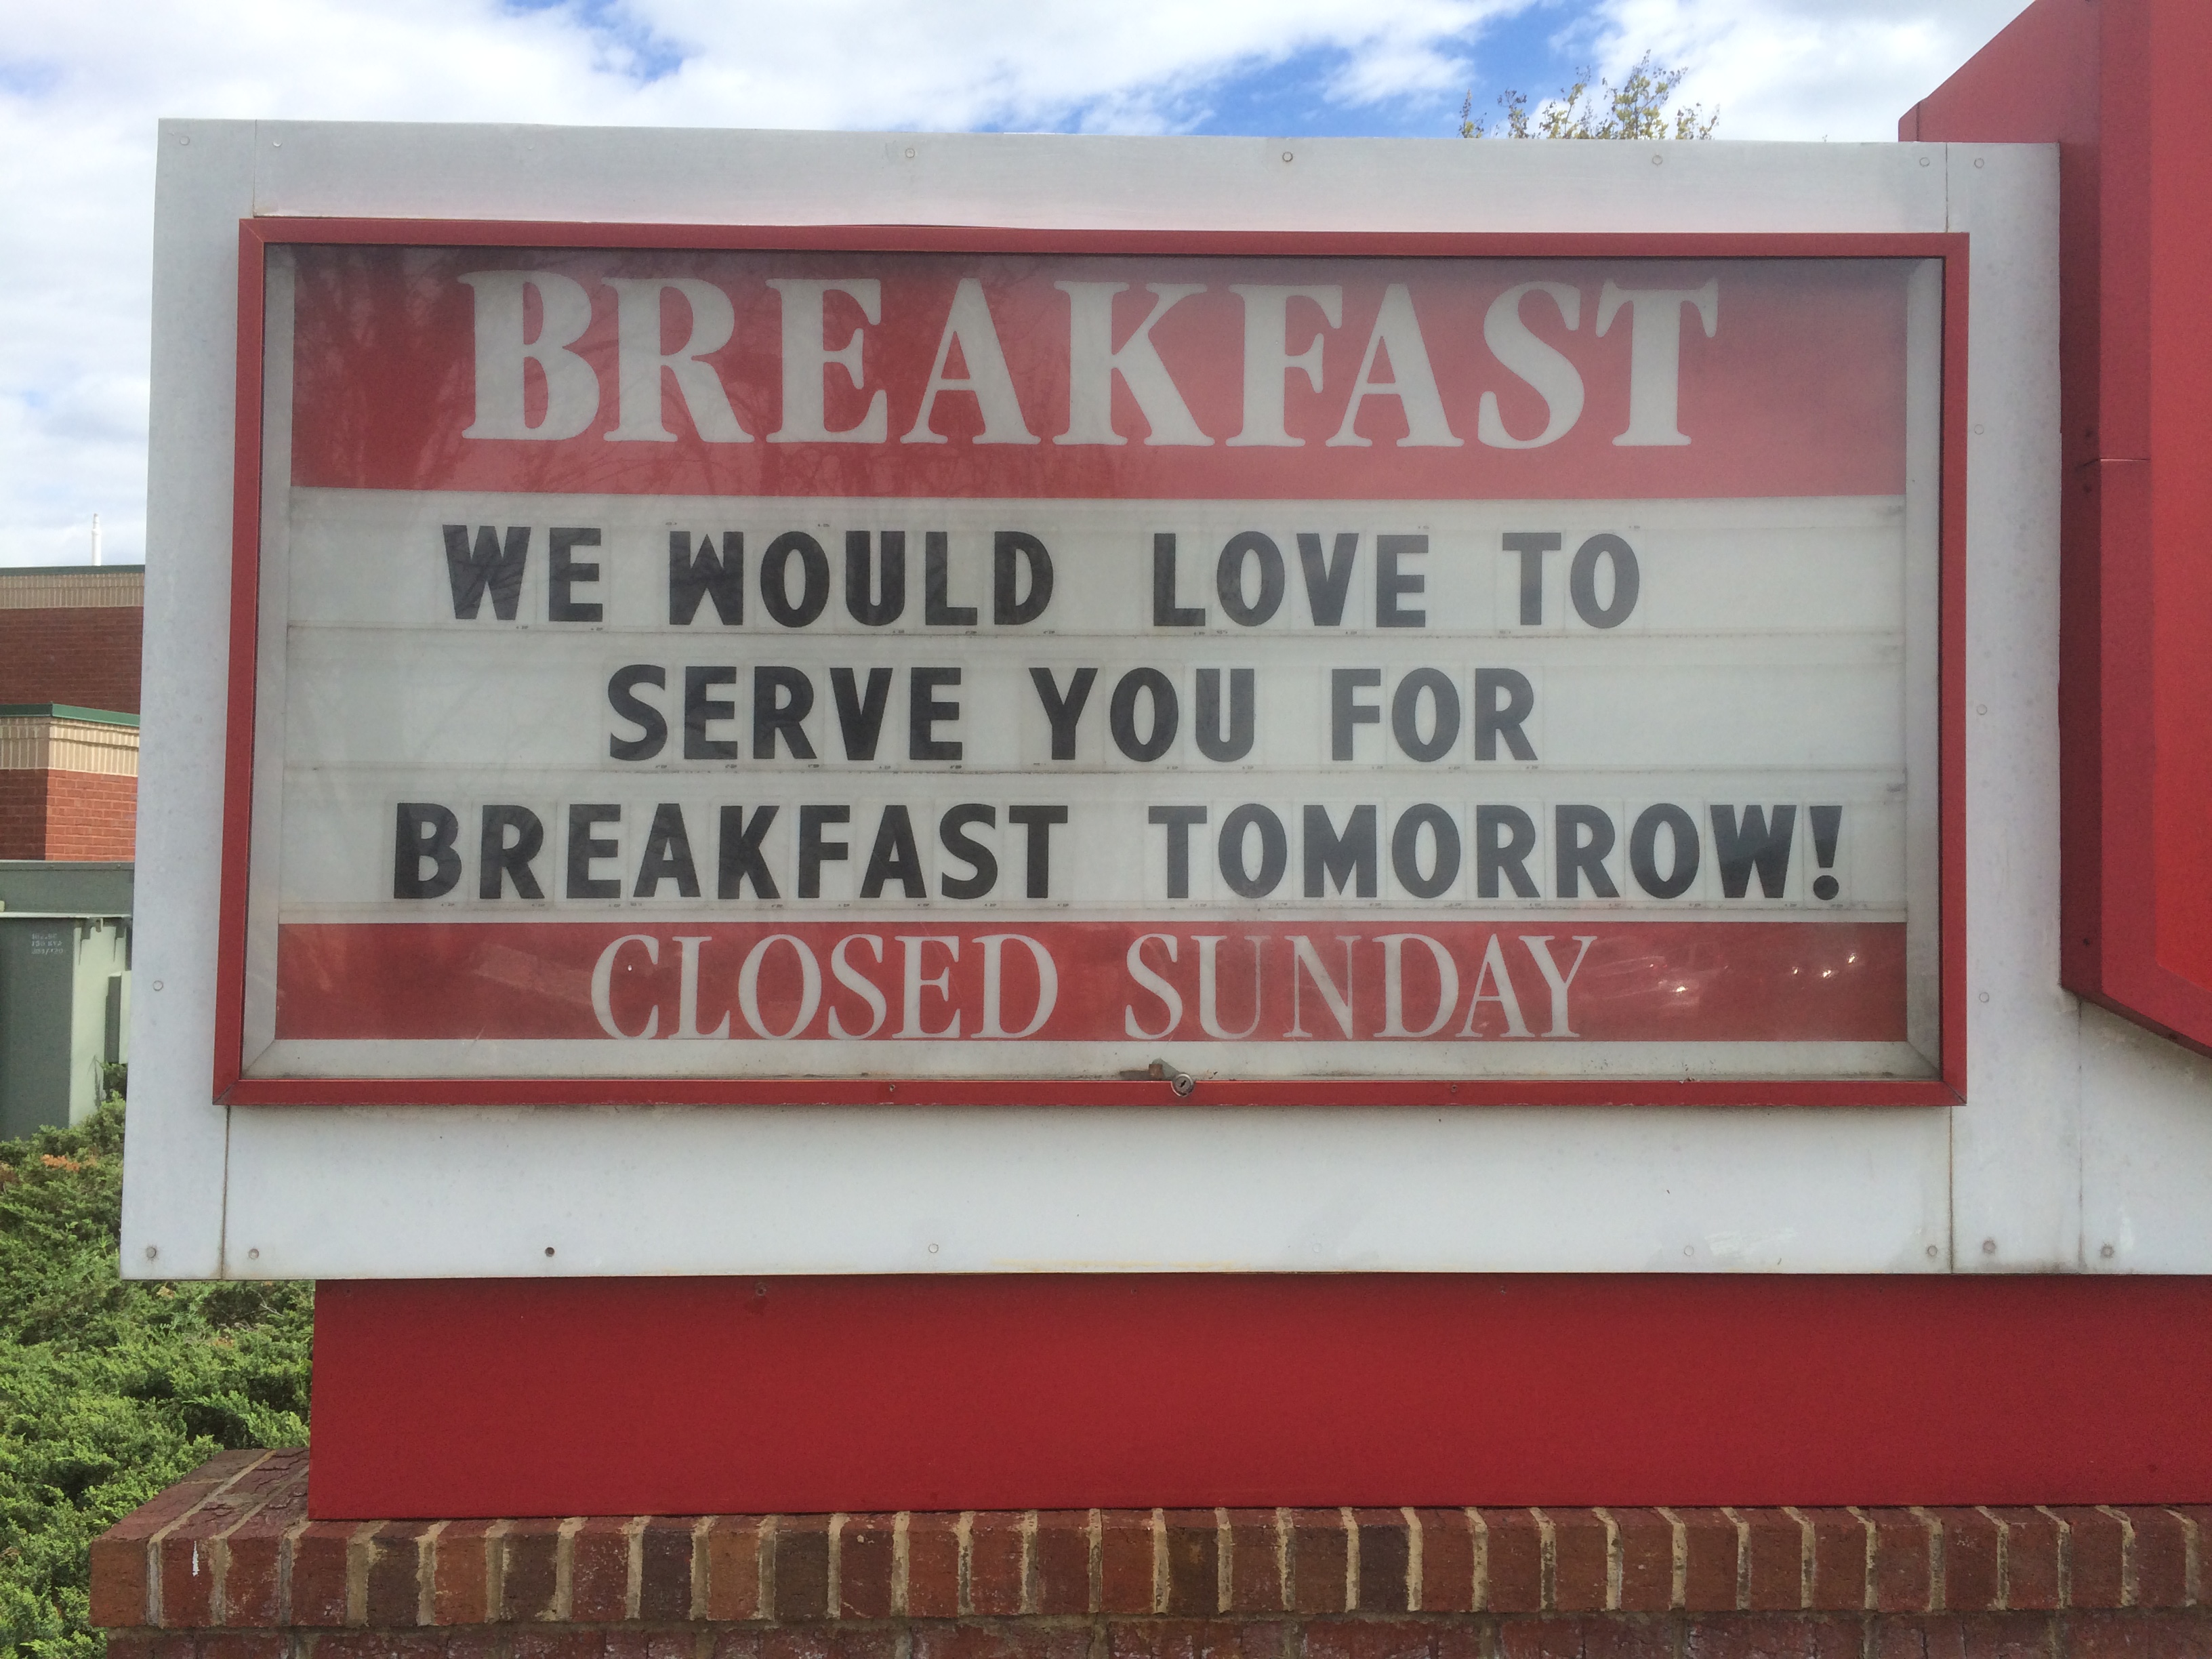 BREAKFAST
WE WOULD LOVE TO
SERVE YOU FOR
BREAKFAST TOMORROW!
CLOSED SUNDAY